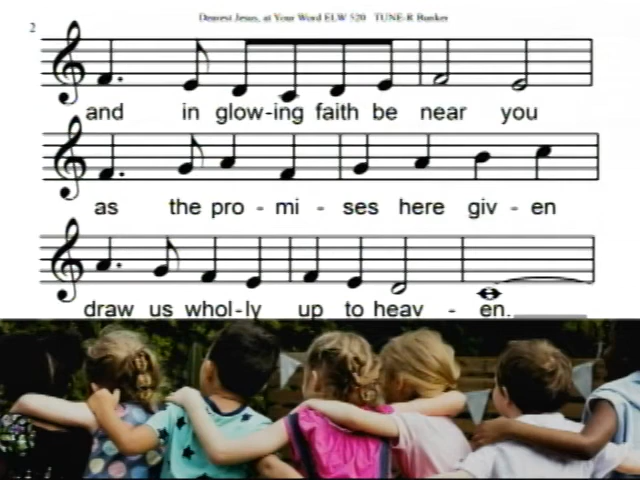 Dearest Jesus, at Your Word ELW 520 TUNE: R Bunker
2
and in glow-ing faith be near you
as the pro - mi - ses here giv - en
draw us whol-ly up to heav - en.